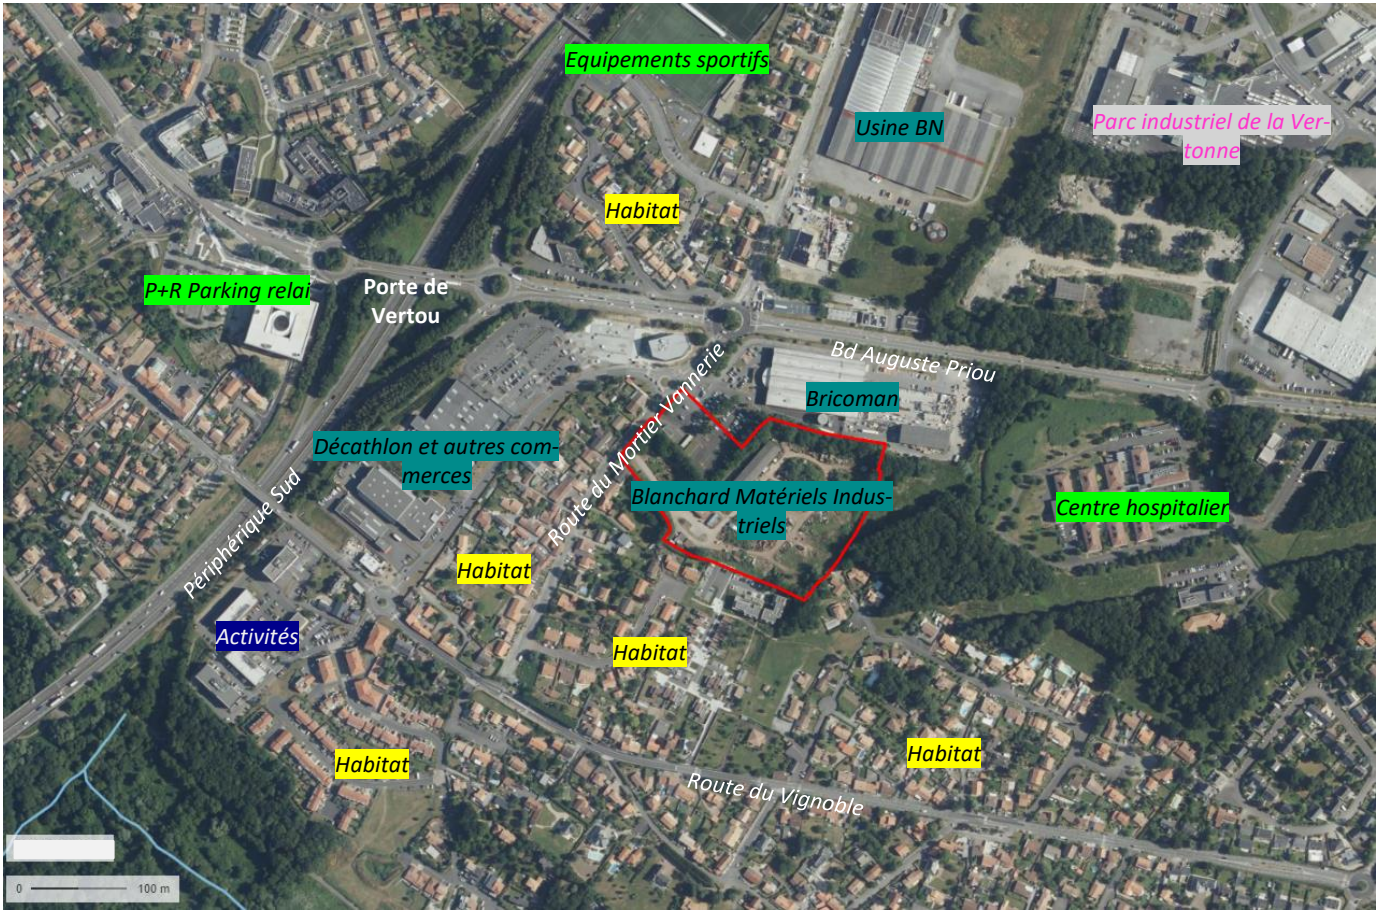 Equipements sportifs
Usine BN
Parc industriel de la Ver-
tonne
Habitat
P+R Parking relai
Porte de
Vertou
Bd Auguste Priou
Route du Mortier Vannerie
Bricoman
Décathlon et autres com-
merces
Blanchard Matériels Indus-
triels
Centre hospitalier
Périphérique Sud
Habitat
Activités
Habitat
Habitat
Habitat
Route du Vignoble
0 100 m